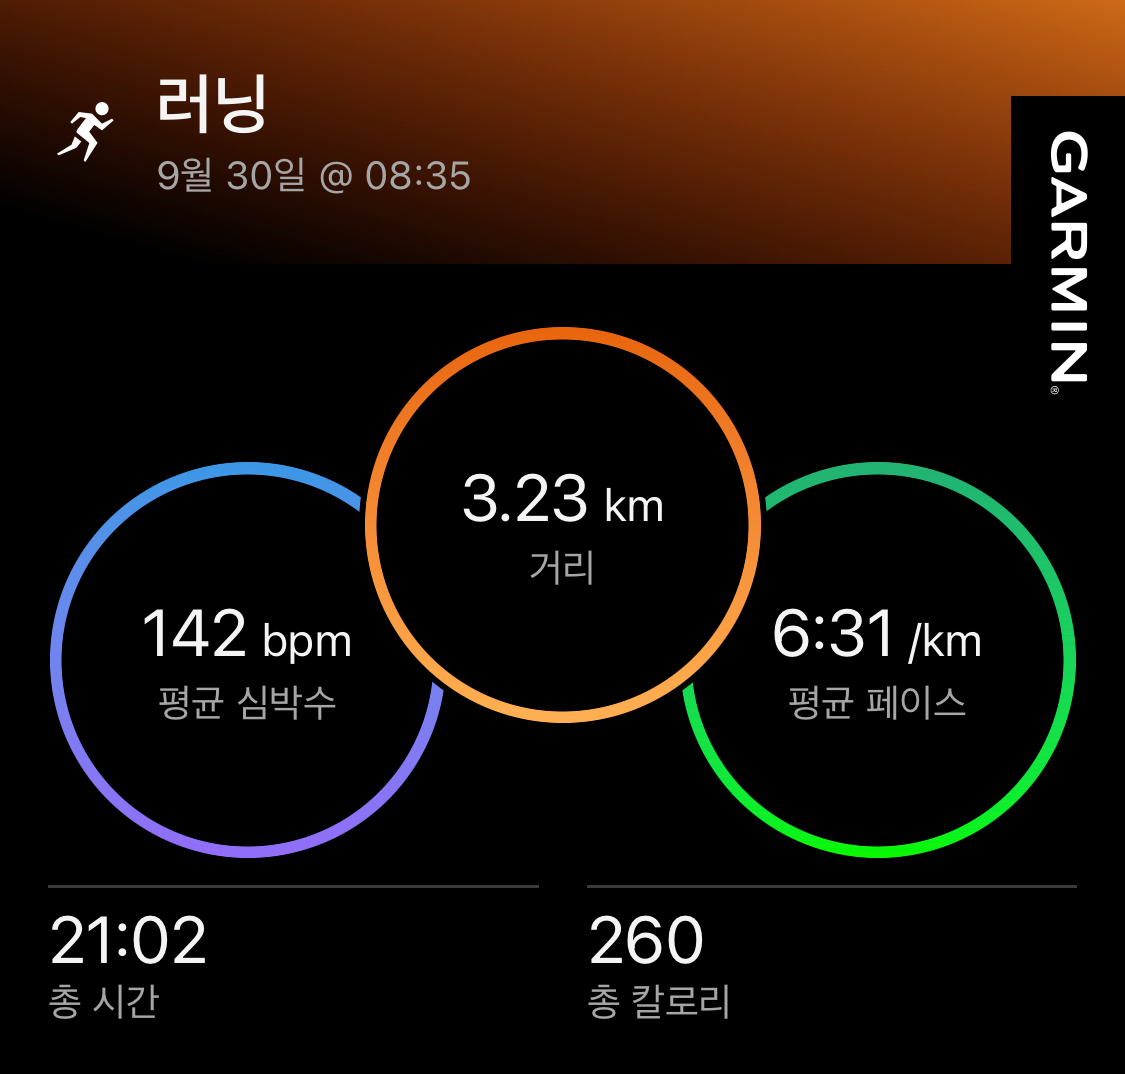 러닝
9월 30일 @ 08:35
GARMIN®
3.23 km
거리
142 bpm
평균 심박수
6:31 /km
평균 페이스
21:02
총 시간
260
총 칼로리